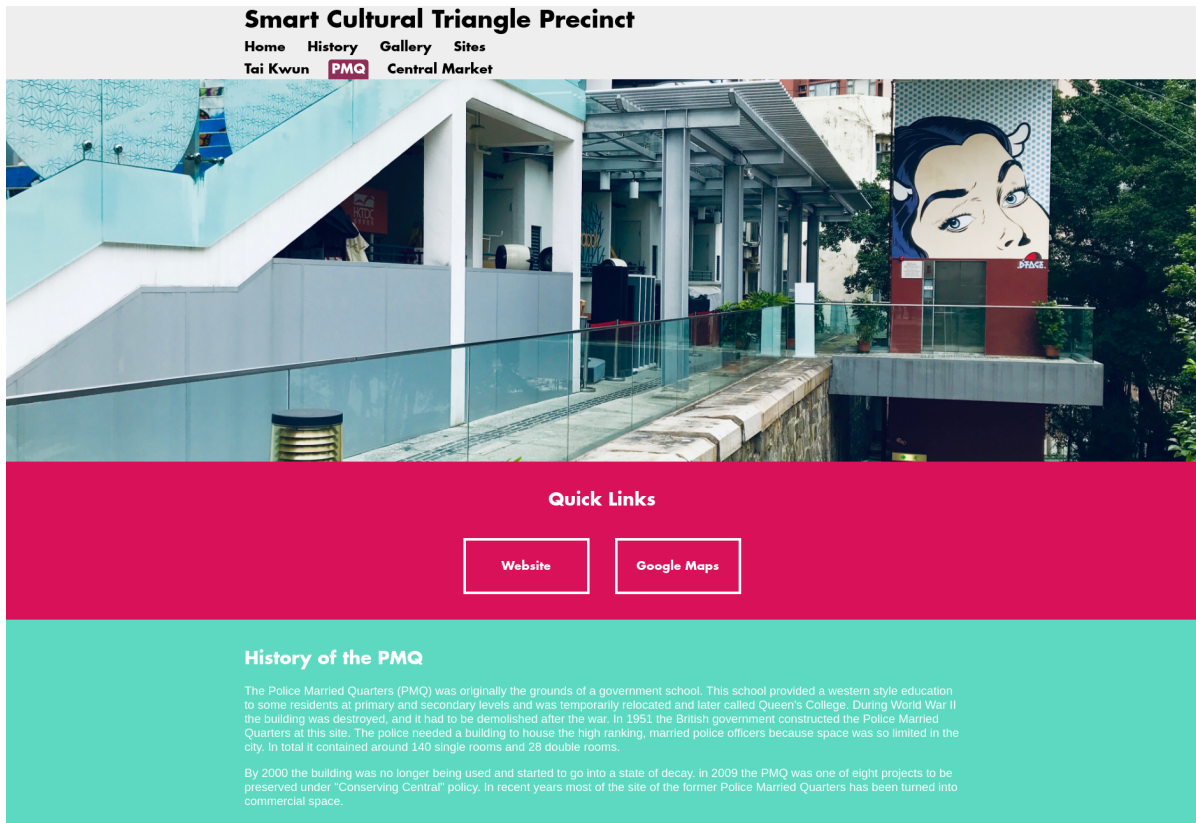 Smart Cultural Triangle Precinct
Home History Gallery Sites
Tai Kwun PMQ Central Market
HKTDC
D*FACE
Quick Links
Website Google Maps
History of the PMQ
The Police Married Quarters (PMQ) was originally the grounds of a government school. This school provided a western style education
to some residents at primary and secondary levels and was temporarily relocated and later called Queen's College. During World War II
the building was destroyed, and it had to be demolished after the war. In 1951 the British government constructed the Police Married
Quarters at this site. The police needed a building to house the high ranking, married police officers because space was so limited in the
city. In total it contained around 140 single rooms and 28 double rooms.
By 2000 the building was no longer being used and started to go into a state of decay. in 2009 the PMQ was one of eight projects to be
preserved under "Conserving Central" policy. In recent years most of the site of the former Police Married Quarters has been turned into
commercial space.